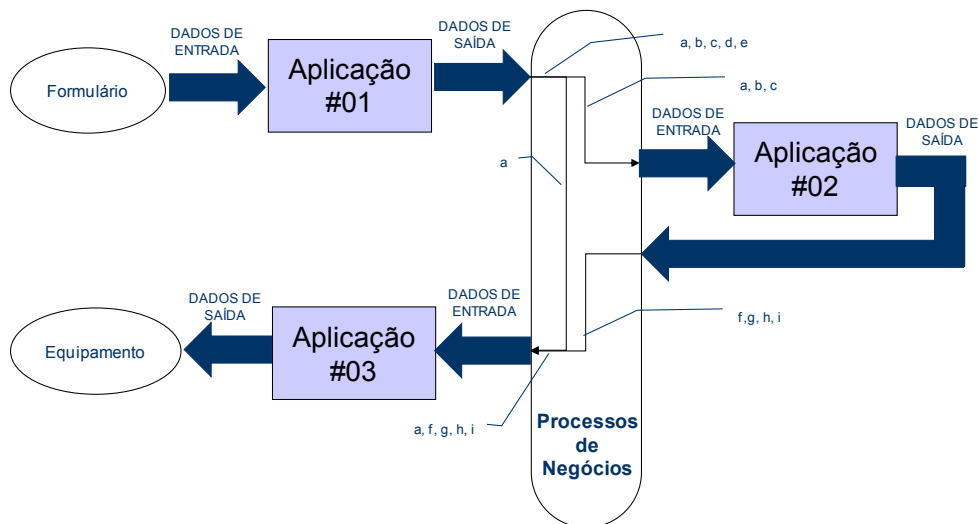 DADOS DE
ENTRADA
DADOS DE
SAÍDA
a, b, c, d, e
Formulário
Aplicação
#01
a, b, c
DADOS DE
ENTRADA
DADOS DE
SAÍDA
a
Aplicação
#02
DADOS DE
SAÍDA
DADOS DE
ENTRADA
f,g, h, i
Equipamento
Aplicação
#03
a, f, g, h, i
Processos
de
Negócios